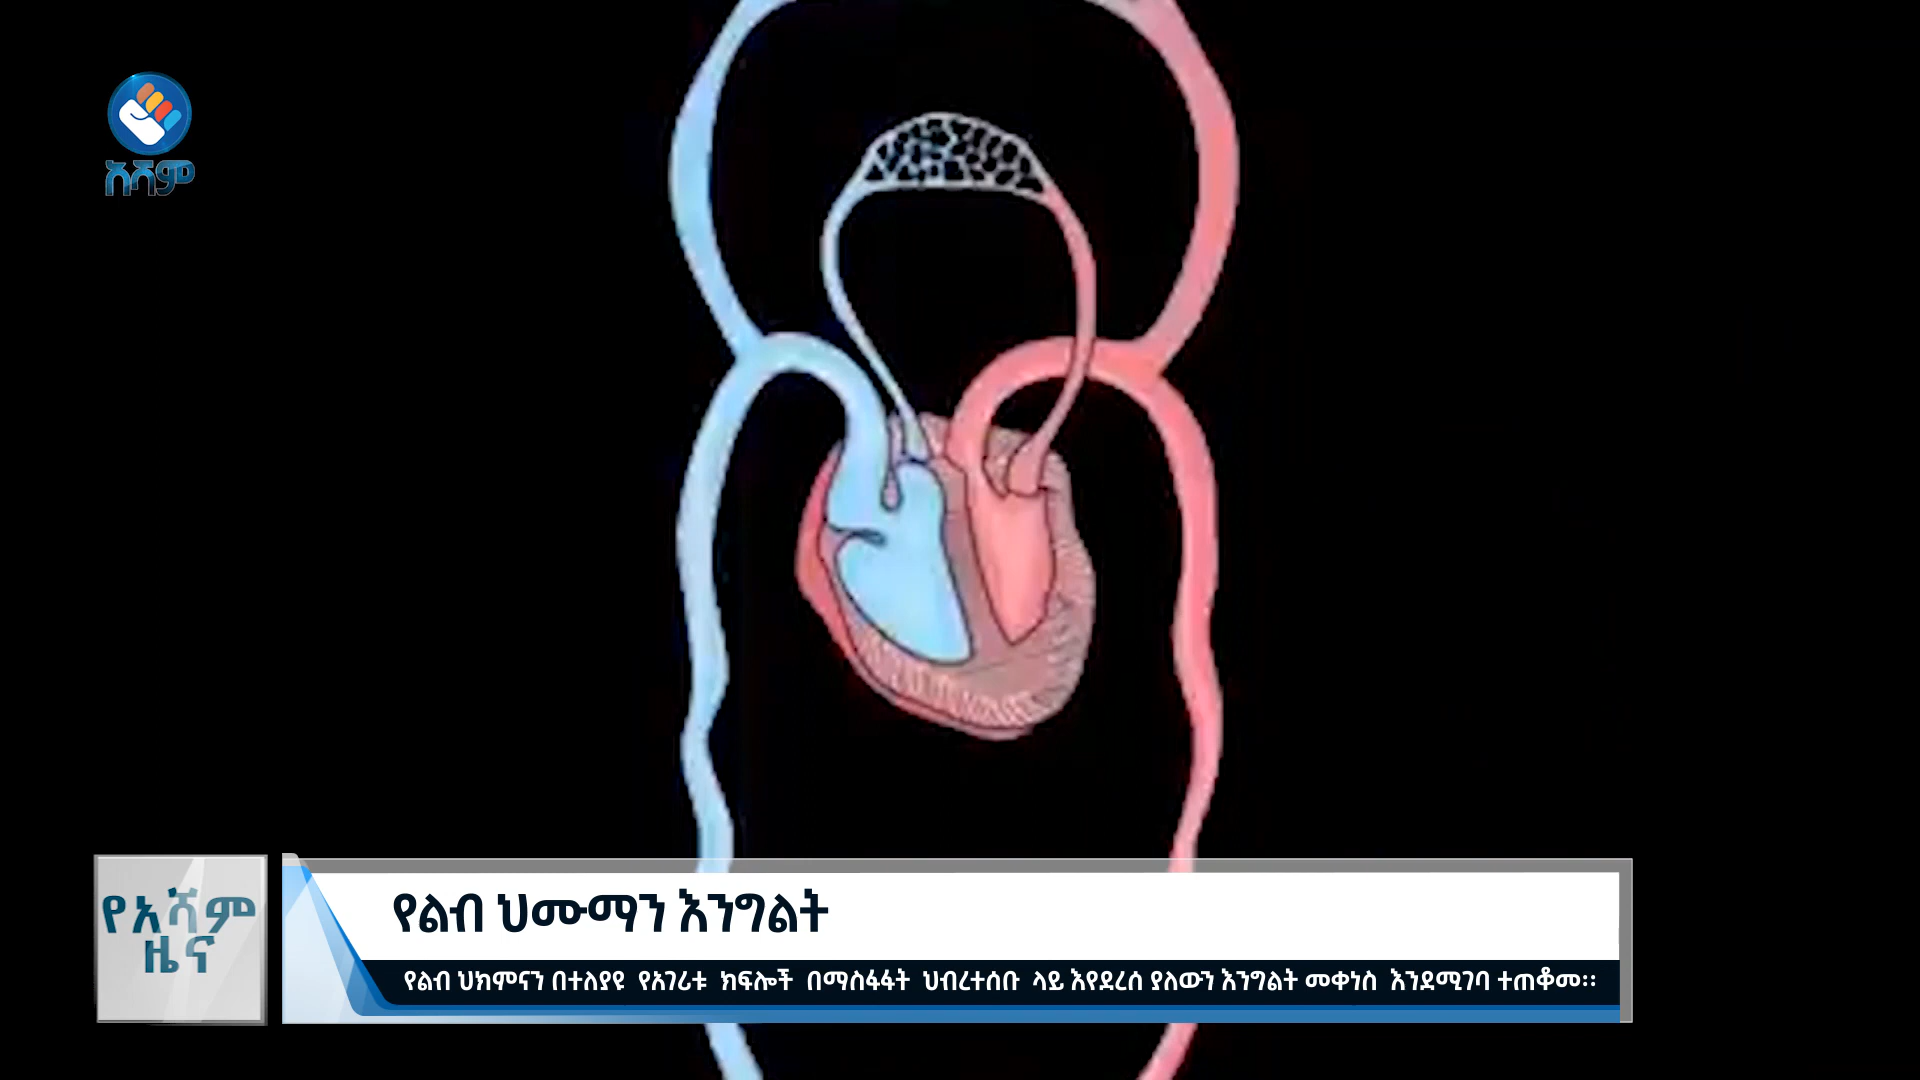 አሻም
የአሻም
ዜና
የልብ ህሙማን እንግልት
የልብ ህክምናን በተለያዩ የአገሪቱ ክፍሎች በማስፋፋት ህብረተሰቡ ላይ እየደረሰ ያለውን እንግልት መቀነስ እንደሚገባ ተጠቆመ፡፡